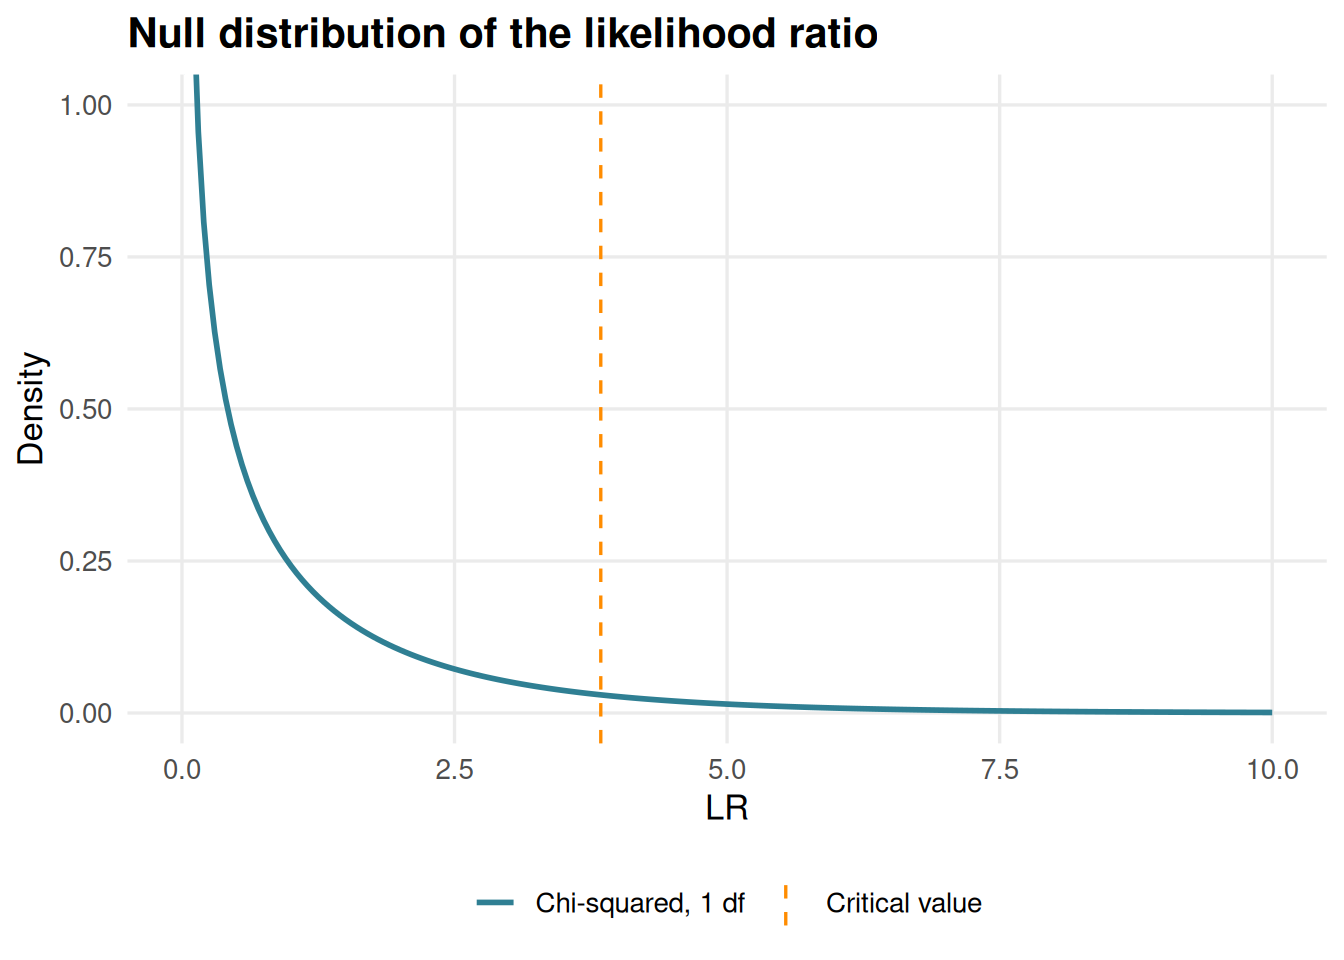 Null distribution of the likelihood ratio
1.00
0.75
0.50
0.25
0.00
Density
0.0 2.5 5.0 7.5 10.0
LR
Chi-squared, 1 df Critical value